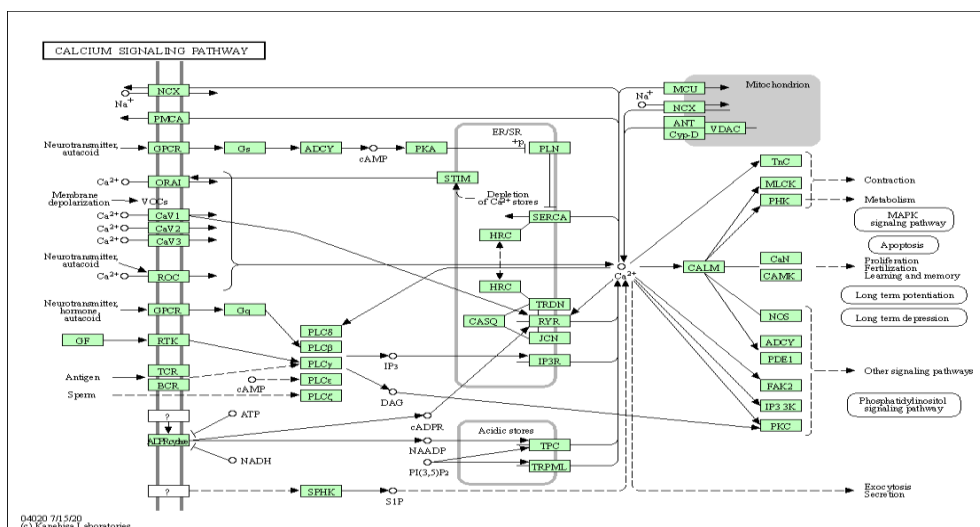 CALCIUM SIGNALING PATHWAY
NCX
Na+
PMCA
Neurotransmitter,
autacoid
GPCR
Gs
ADCY
cAMP
PKA
ER/SR
+p
PLN
MCU
Mitochondrion
Na+
NCX
ANT
Cyp-D
VDAC
Ca2+
ORAI
STIM
Membrane
depolarization
VOCs
Depletion
of Ca2+ stores
Ca2+
CaV1
Ca2+
CaV2
Ca2+
CaV3
SERCA
HRC
Neurotransmitter,
autacoid
Ca2+
ROC
HRC
TRDN
CASQ
RYR
JCN
IP3R
Ca2+
CALM
TnC
MLCK
PHK
Contraction
Metabolism
MAPK
signaling pathway
Apoptosis
CaN
CAMK
Proliferation
Fertilization
Learning and memory
Long term potentiation
Long term depression
Neurotransmitter,
hormone,
autacoid
GPCR
Gq
GF
RTK
PLCδ
PLCβ
PLCγ
PLCε
PLCζ
IP3
DAG
Antigen
TCR
BCR
cAMP
Sperm
NOS
ADCY
PDE1
FAK2
IP3 3K
PKC
Other signaling pathways
Phosphatidylinositol
signaling pathway
?
ATP
cADPR
NADH
NAADP
PI(3,5)P2
Acidic stores
TPC
TRPML
?
SPHK
S1P
Exocytosis
Secretion
04020 7/15/20
(c) Kanehisa Laboratories